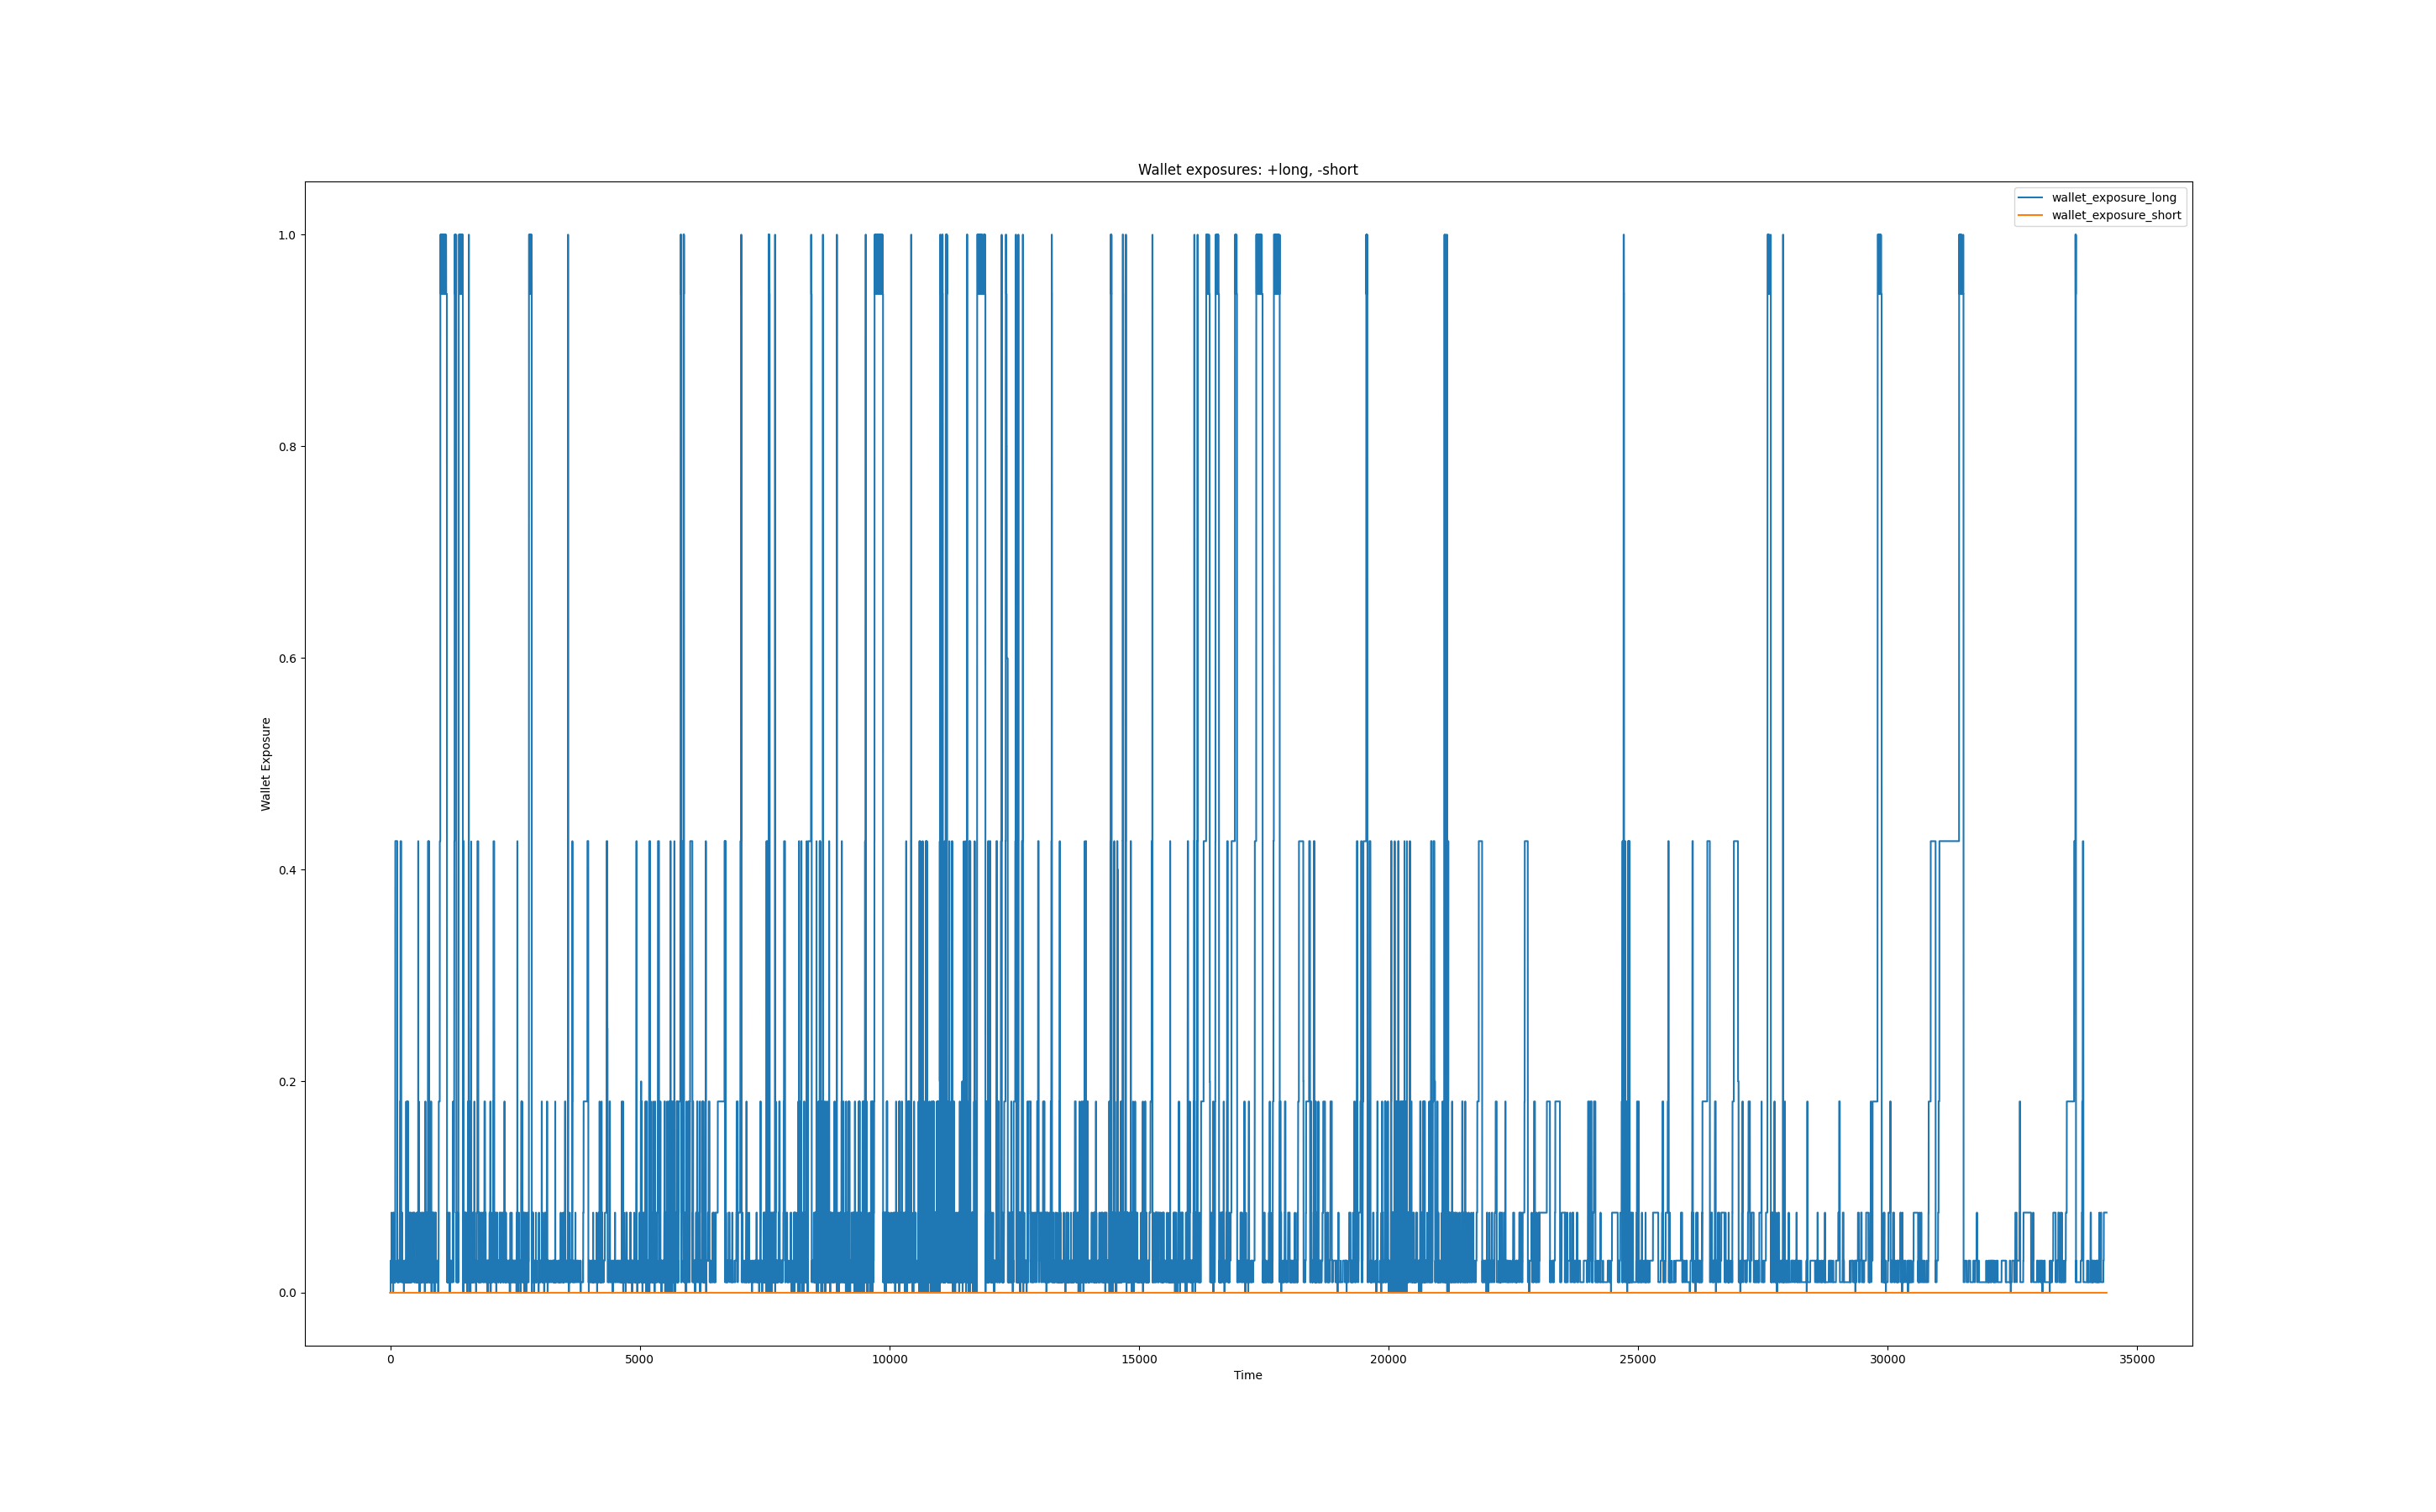 Wallet exposures: +long, -short
wallet_exposure_long
wallet_exposure_short
1.0
0.8
0.6
0.4
0.2
0.0
Wallet Exposure
0
5000
10000
15000
20000
25000
30000
35000
Time